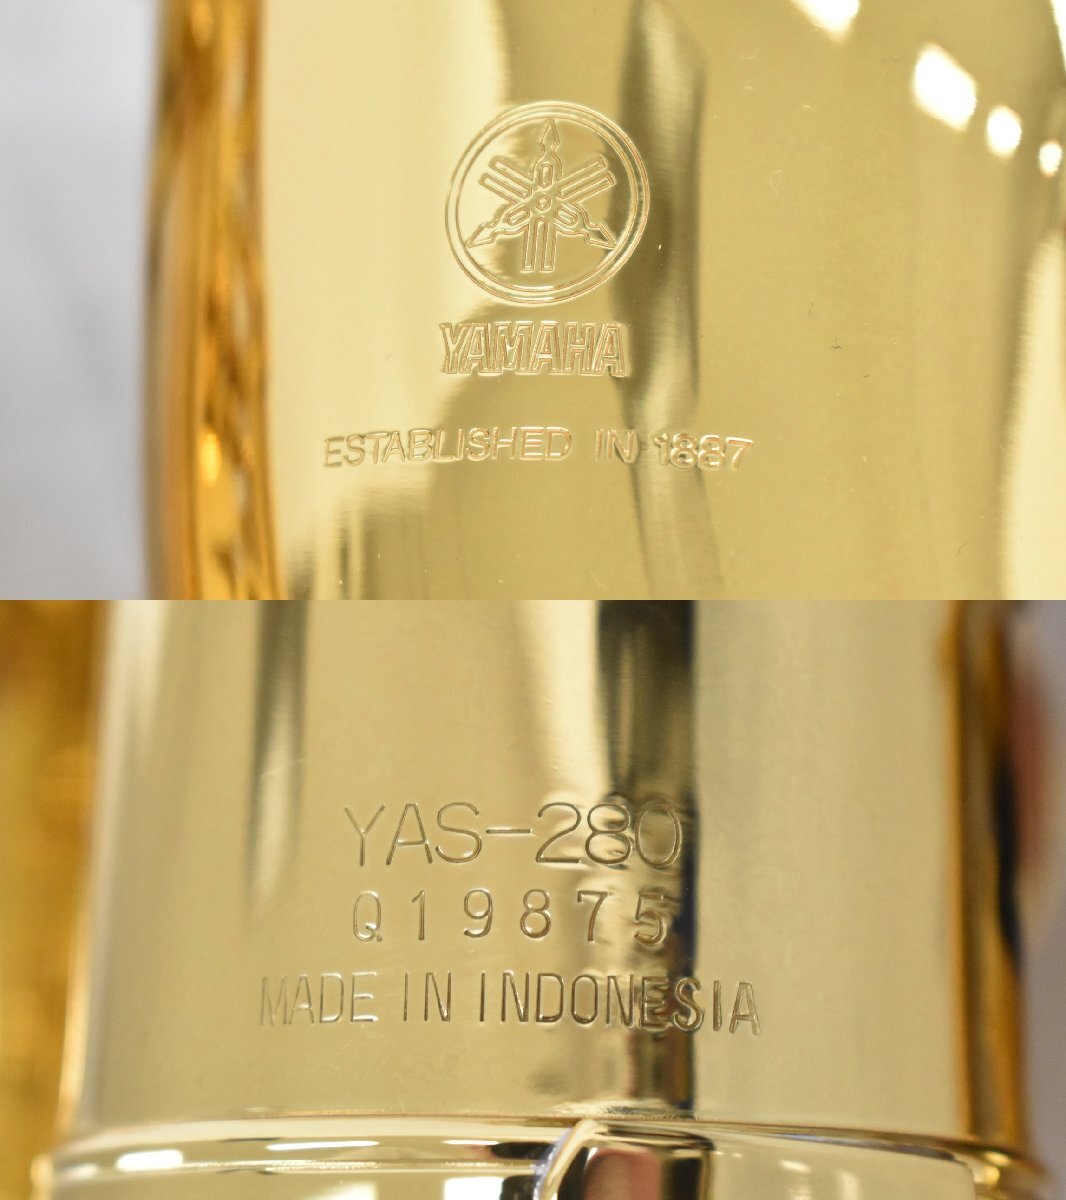 YAMAHA
ESTABLISHED IN 1887
YAS-280
Q19875
MADE IN INDONESIA